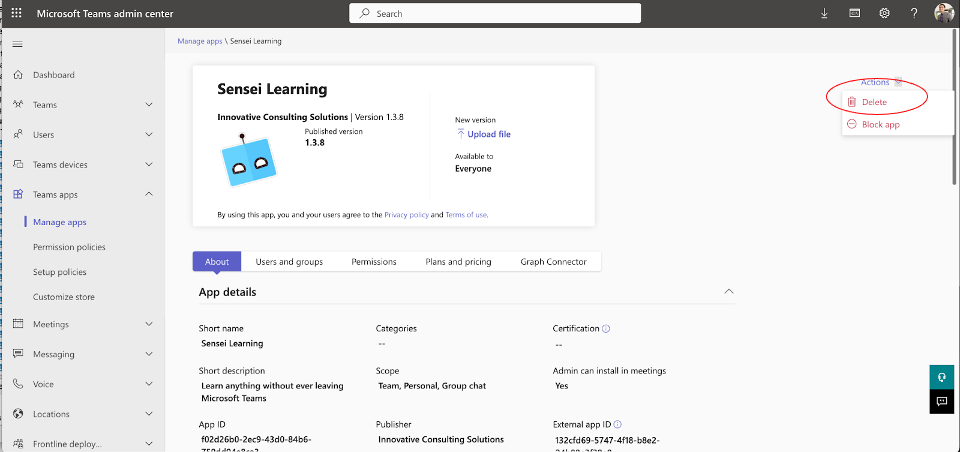 Microsoft Teams admin center
Search
?
Dashboard
Teams
Users
Teams devices
Teams apps
Manage apps
Permission policies
Setup policies
Customize store
Meetings
Messaging
Voice
Locations
Frontline deploy...
Manage apps \ Sensei Learning
Sensei Learning
Innovative Consulting Solutions | Version 1.3.8
Published version
1.3.8
New version
Upload file
Available to
Everyone
By using this app, you and your users agree to the Privacy policy and Terms of use.
Actions
Delete
Block app
About
Users and groups
Permissions
Plans and pricing
Graph Connector
App details
Short name
Sensei Learning
Categories
--
Certification
--
Short description
Learn anything without ever leaving
Microsoft Teams
Scope
Team, Personal, Group chat
Admin can install in meetings
Yes
App ID
f02d26b0-2ec9-43d0-84b6-
Publisher
Innovative Consulting Solutions
External app ID
132cfd69-5747-4f18-b8e2-